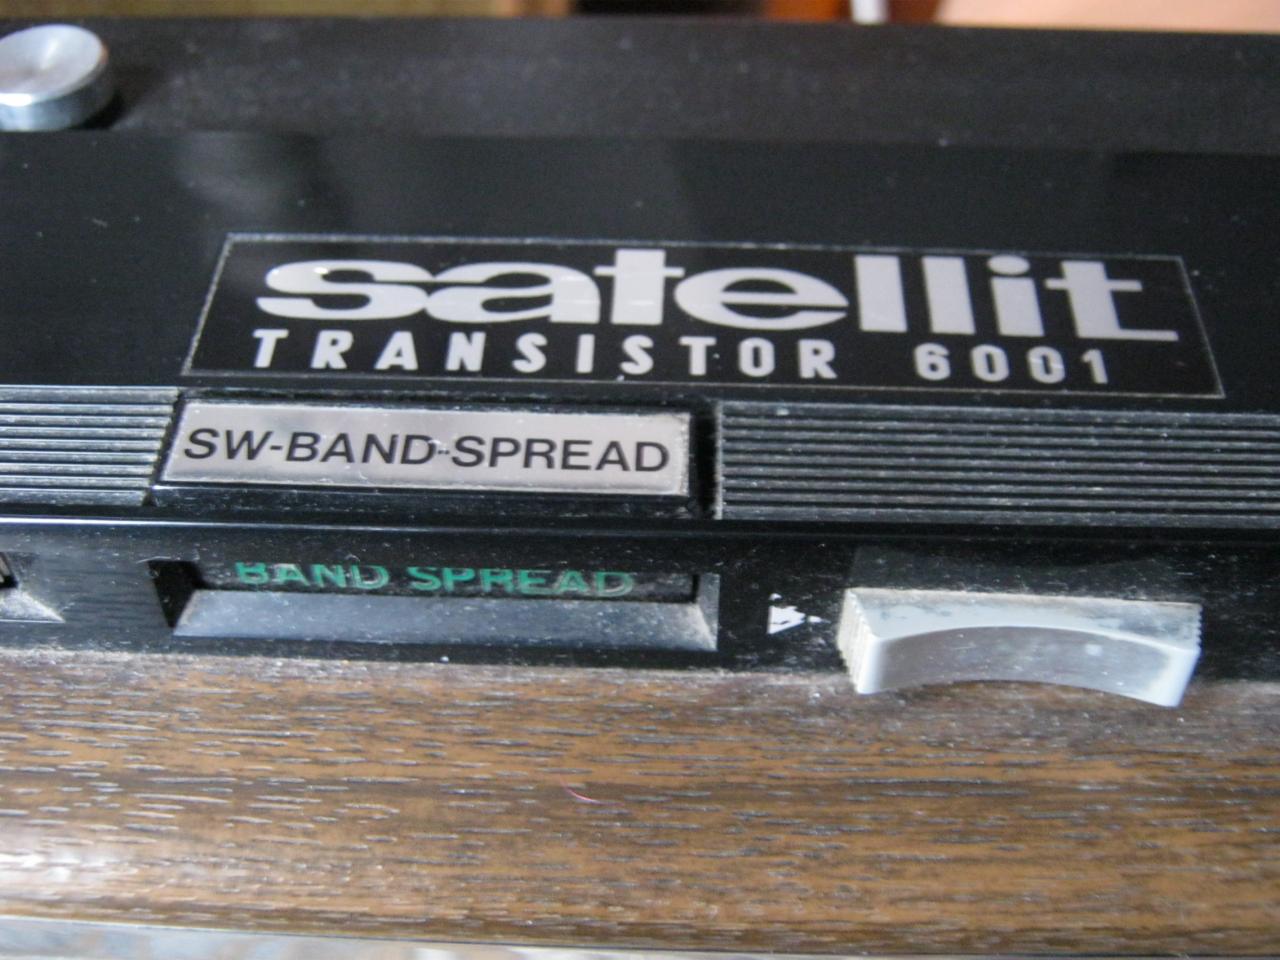 satellit
TRANSISTOR 6001
SW-BAND-SPREAD
BAND SPREAD